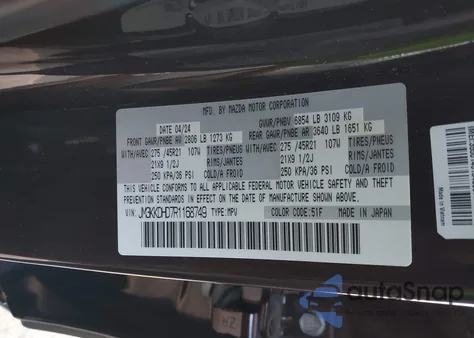 MFD. BY MAZDA MOTOR CORPORATION
DATE 04/24 GVWR/PNBV 6854 LB 3109 KG
FRONT GAWR/PNBE AV 2806 LB 1273 KG REAR GAWR/PNBE AR 3640 LB 1651 KG
WITH/AVEC 275 /45R21 107W TIRES/PNEUS WITH/AVEC 275 /45R21 107W TIRES/PNEUS
21X9 1/2J RIMS/JANTES 21X9 1/2J RIMS/JANTES
250 KPA/36 PSI COLD/A FROID 250 KPA/36 PSI COLD/A FROID
THIS VEHICLE CONFORMS TO ALL APPLICABLE FEDERAL MOTOR VEHICLE SAFETY,
BUMPER, AND THEFT PREVENTION STANDARDS IN EFFECT ON THE DATE OF
MANUFACTURE SHOWN ABOVE.
VIN: JM3KKDHD7R1168749 TYPE:MPV COLOR CODE:51F MADE IN JAPAN
autoSnap